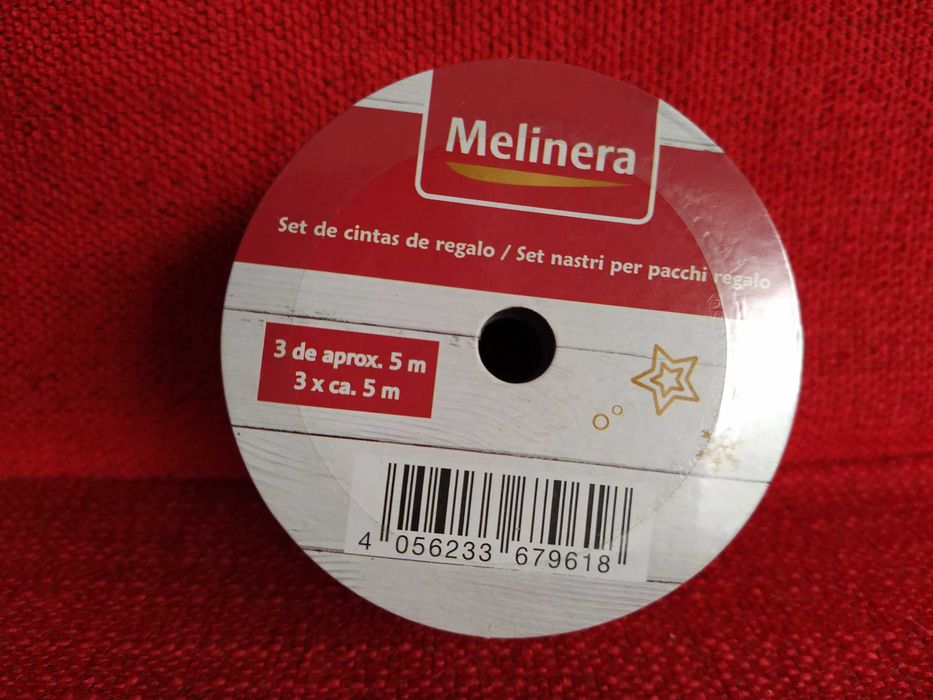 Melinera
Set de cintas de regalo / Set nastri per pacchi regalo
3 de aprox. 5 m
3 x ca. 5 m
4 056233 679618